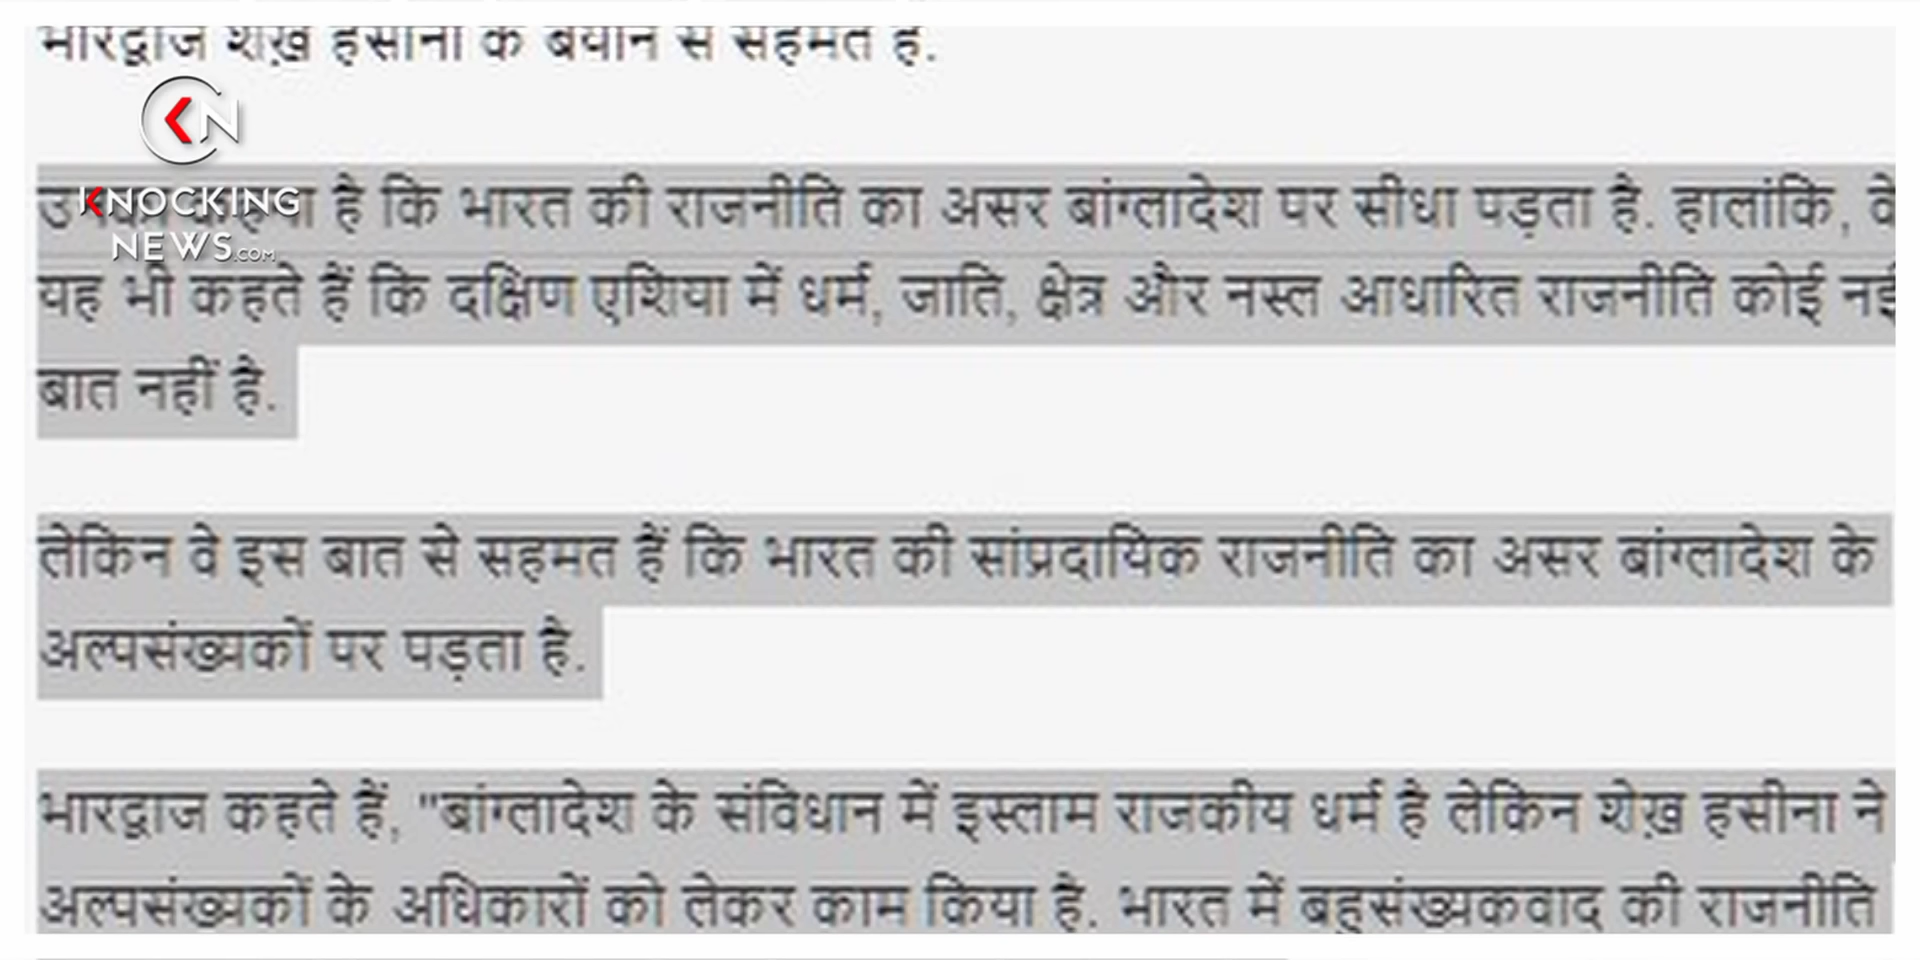 भारद्वाज शेख़ हसीना के बयान से सहमत हैं.
KN
KNOCKING
NEWS.COM
है कि भारत की राजनीति का असर बांग्लादेश पर सीधा पड़ता है. हालांकि, वे
यह भी कहते हैं कि दक्षिण एशिया में धर्म, जाति, क्षेत्र और नस्ल आधारित राजनीति कोई नई
बात नहीं है.
लेकिन वे इस बात से सहमत हैं कि भारत की सांप्रदायिक राजनीति का असर बांग्लादेश के
अल्पसंख्यकों पर पड़ता है.
भारद्वाज कहते हैं, "बांग्लादेश के संविधान में इस्लाम राजकीय धर्म है लेकिन शेख़ हसीना ने
अल्पसंख्यकों के अधिकारों को लेकर काम किया है. भारत में बहुसंख्यकवाद की राजनीति